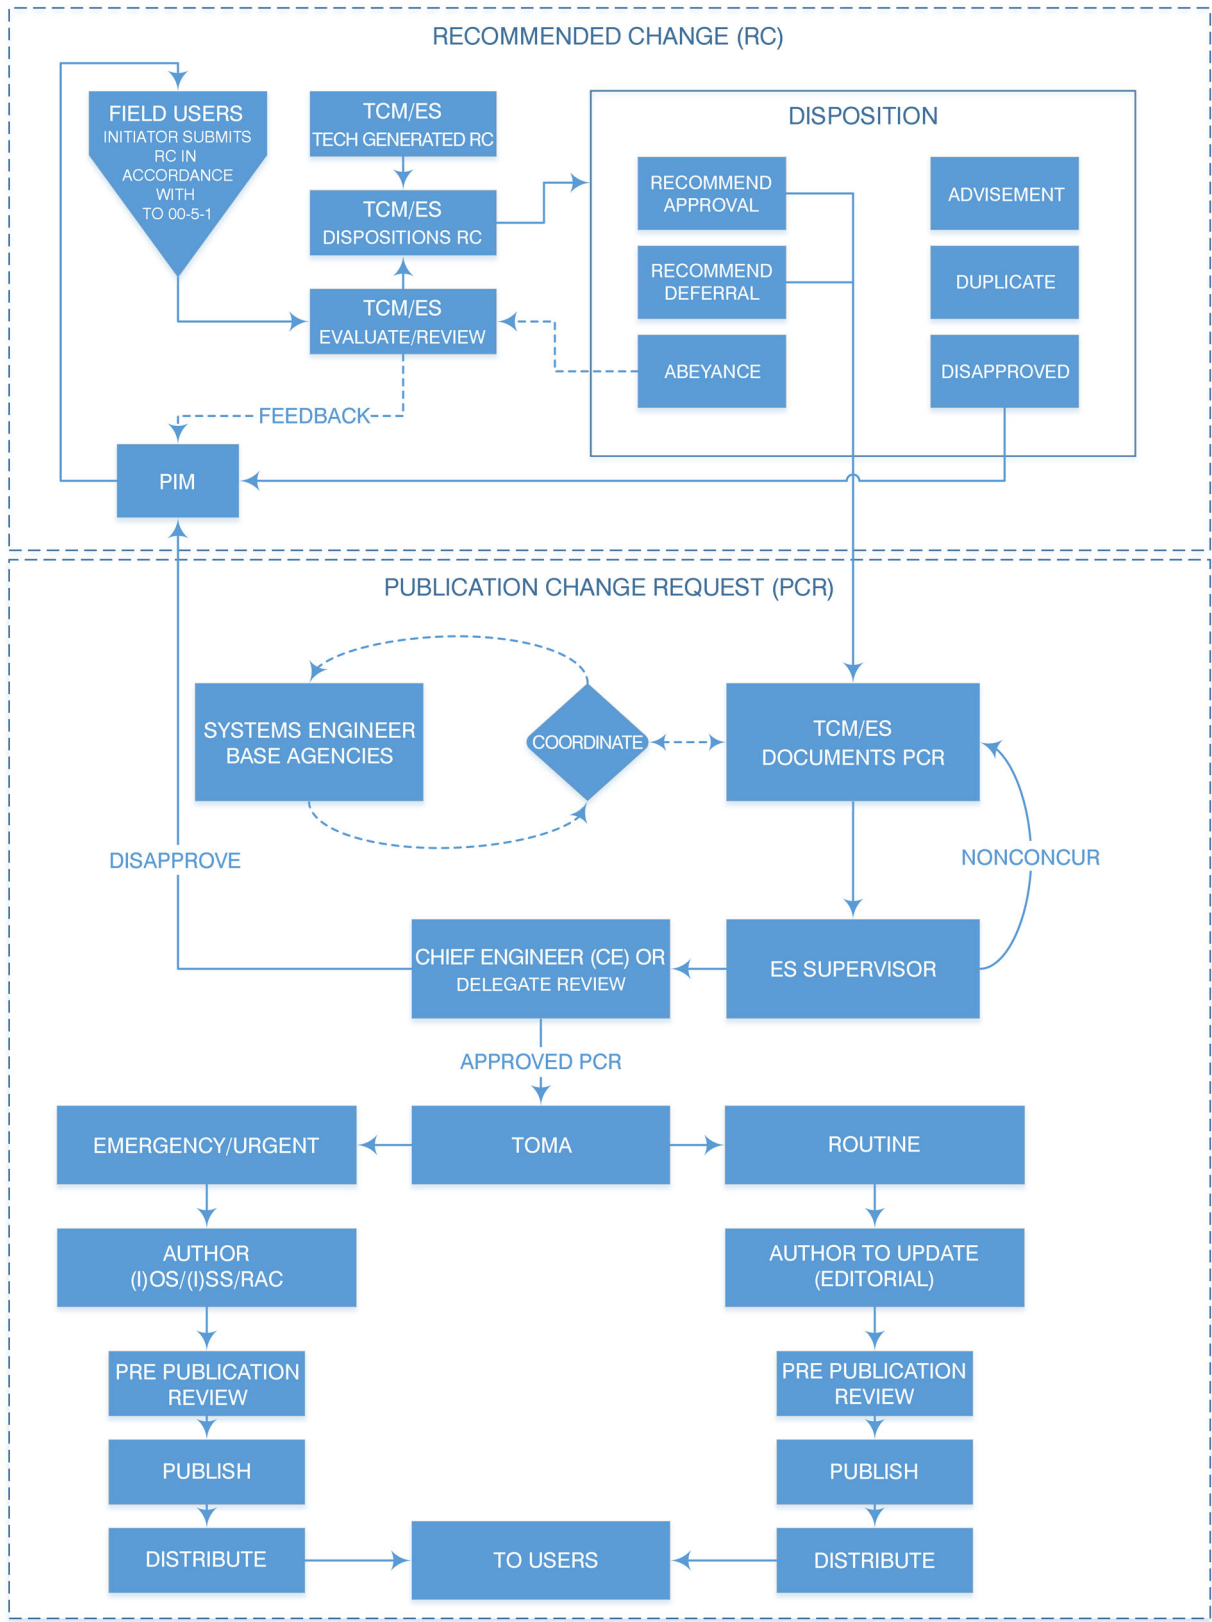 RECOMMENDED CHANGE (RC)
FIELD USERS
INITIATOR SUBMITS
RC IN
ACCORDANCE
WITH
TO 00-5-1
TCM/ES
TECH GENERATED RC
TCM/ES
DISPOSITIONS RC
TCM/ES
EVALUATE/REVIEW
FEEDBACK
PIM
DISPOSITION
RECOMMEND
APPROVAL
ADVISEMENT
RECOMMEND
DEFERRAL
DUPLICATE
ABEYANCE
DISAPPROVED
PUBLICATION CHANGE REQUEST (PCR)
SYSTEMS ENGINEER
BASE AGENCIES
COORDINATE
TCM/ES
DOCUMENTS PCR
DISAPPROVE
NONCONCUR
CHIEF ENGINEER (CE) OR
DELEGATE REVIEW
ES SUPERVISOR
APPROVED PCR
EMERGENCY/URGENT
TOMA
ROUTINE
AUTHOR
(I)OS/(I)SS/RAC
AUTHOR TO UPDATE
(EDITORIAL)
PRE PUBLICATION
REVIEW
PRE PUBLICATION
REVIEW
PUBLISH
PUBLISH
DISTRIBUTE
TO USERS
DISTRIBUTE